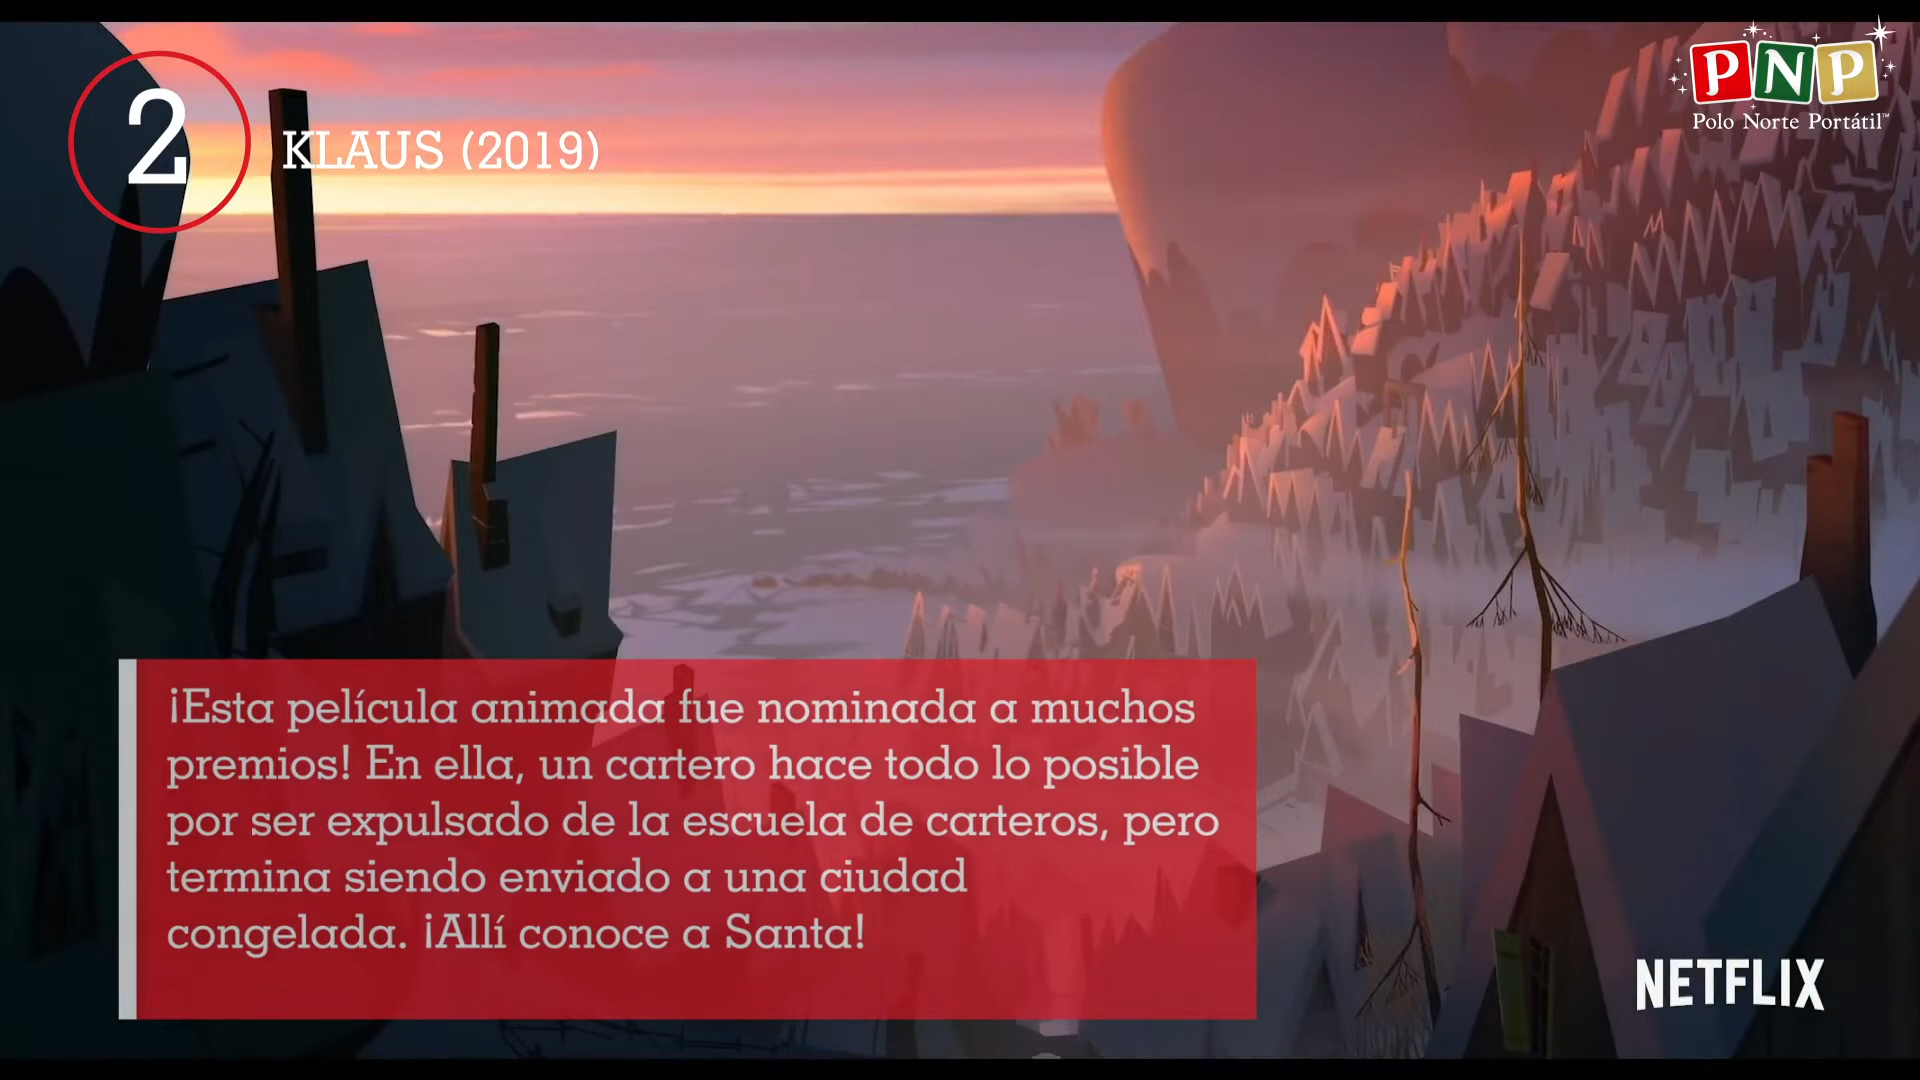 2
KLAUS (2019)
PNP
Polo Norte Portátil™
¡Esta película animada fue nominada a muchos
premios! En ella, un cartero hace todo lo posible
por ser expulsado de la escuela de carteros, pero
termina siendo enviado a una ciudad
congelada. ¡Allí conoce a Santa!
NETFLIX